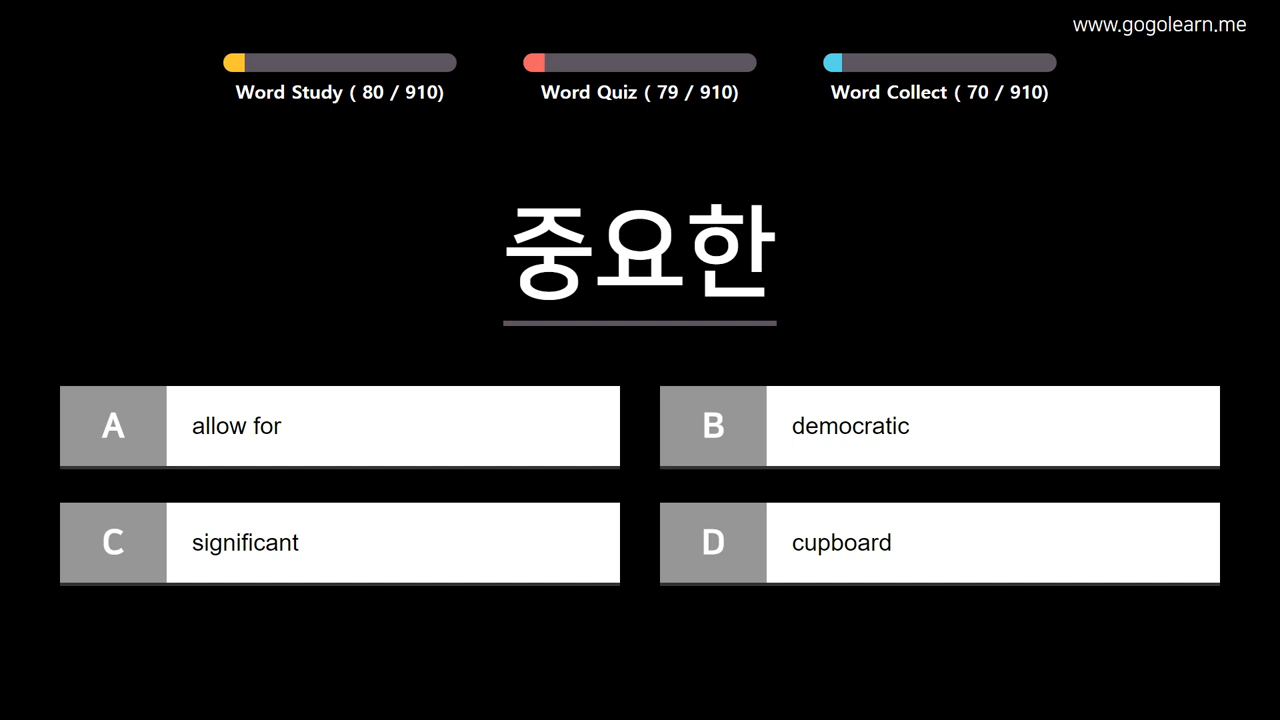 www.gogolearn.me
Word Study ( 80 / 910)
Word Quiz ( 79 / 910)
Word Collect ( 70 / 910)
중요한
A allow for
B democratic
C significant
D cupboard